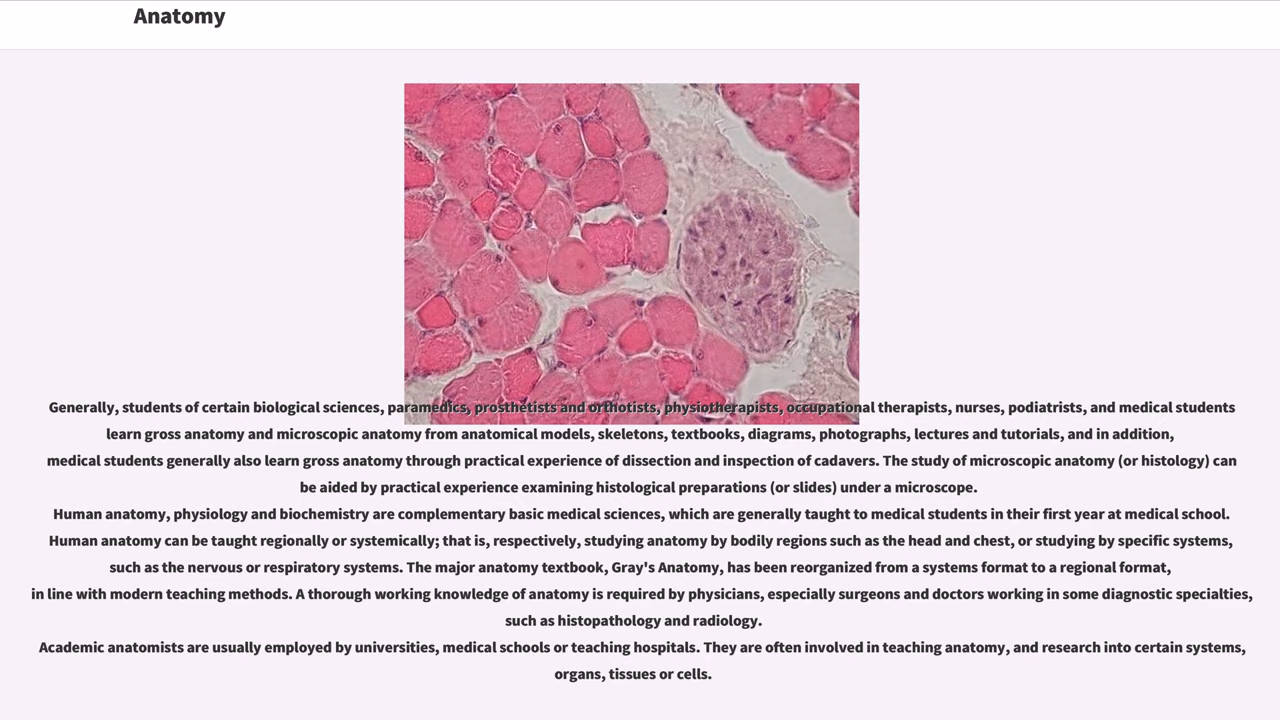 Anatomy
Generally, students of certain biological sciences, paramedics, prosthetists and orthotists, physiotherapists, occupational therapists, nurses, podiatrists, and medical students
learn gross anatomy and microscopic anatomy from anatomical models, skeletons, textbooks, diagrams, photographs, lectures and tutorials, and in addition,
medical students generally also learn gross anatomy through practical experience of dissection and inspection of cadavers. The study of microscopic anatomy (or histology) can
be aided by practical experience examining histological preparations (or slides) under a microscope.
Human anatomy, physiology and biochemistry are complementary basic medical sciences, which are generally taught to medical students in their first year at medical school.
Human anatomy can be taught regionally or systemically; that is, respectively, studying anatomy by bodily regions such as the head and chest, or studying by specific systems,
such as the nervous or respiratory systems. The major anatomy textbook, Gray's Anatomy, has been reorganized from a systems format to a regional format,
in line with modern teaching methods. A thorough working knowledge of anatomy is required by physicians, especially surgeons and doctors working in some diagnostic specialties,
such as histopathology and radiology.
Academic anatomists are usually employed by universities, medical schools or teaching hospitals. They are often involved in teaching anatomy, and research into certain systems,
organs, tissues or cells.